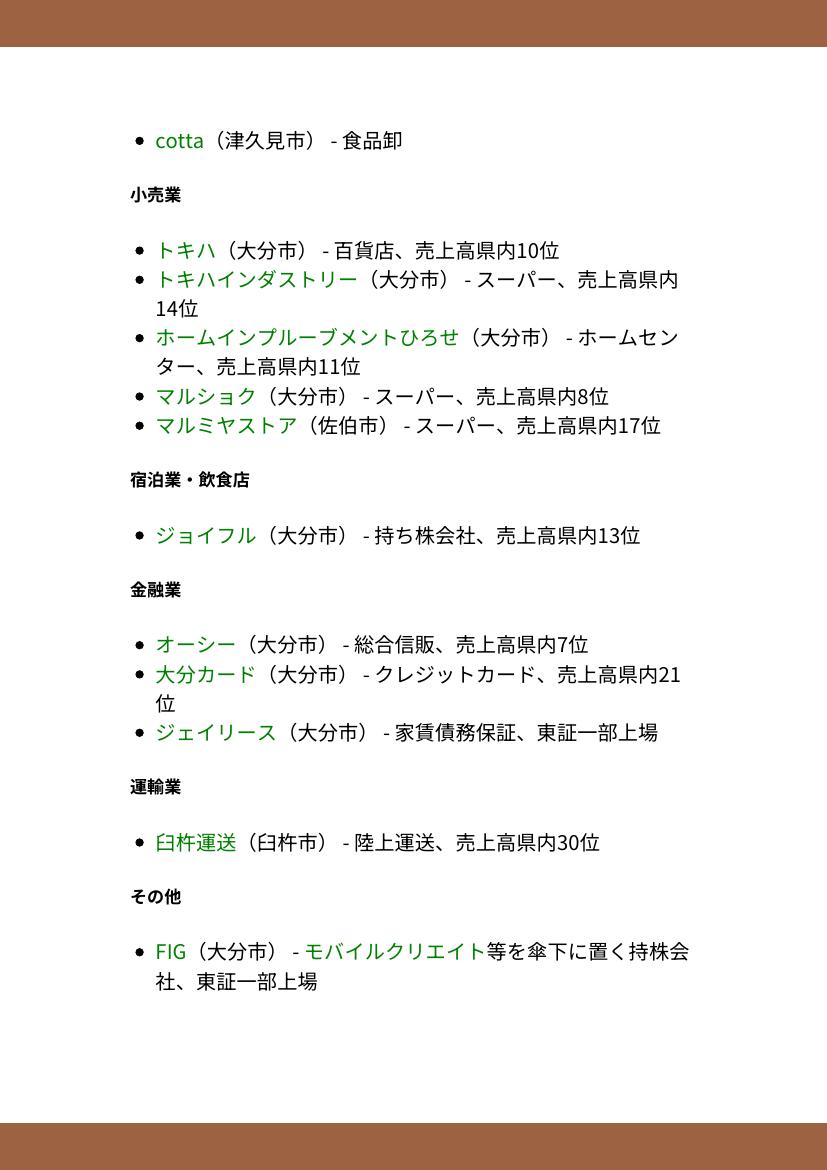 • cotta（津久見市） - 食品卸
小売業
• トキハ（大分市） - 百貨店、売上高県内10位
• トキハインダストリー（大分市） - スーパー、売上高県内
14位
• ホームインプルーブメントひろせ（大分市） - ホームセン
ター、売上高県内11位
• マルショク（大分市） - スーパー、売上高県内8位
• マルミヤストア（佐伯市） - スーパー、売上高県内17位
宿泊業・飲食店
• ジョイフル（大分市） - 持ち株会社、売上高県内13位
金融業
• オーシー（大分市） - 総合信販、売上高県内7位
• 大分カード（大分市） - クレジットカード、売上高県内21
位
• ジェイリース（大分市） - 家賃債務保証、東証一部上場
運輸業
• 臼杵運送（臼杵市） - 陸上運送、売上高県内30位
その他
• FIG（大分市） - モバイルクリエイト等を傘下に置く持株会
社、東証一部上場